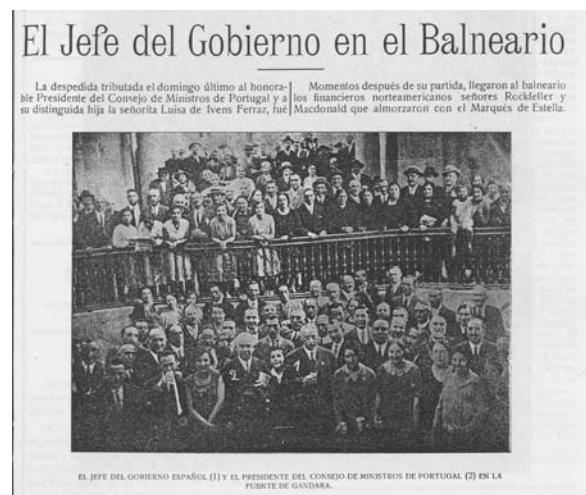 El Jefe del Gobierno en el Balneario
La despedida tributada el domingo último al honora-
ble Presidente del Consejo de Ministros de Portugal y a
su distinguida hija la señorita Luisa de Ivens Ferraz, fué
Momentos después de su partida, llegaron al balneario
los financieros norteamericanos señores Rockfeller y
Macdonald que almorzaron con el Marqués de Estella.
2 1
EL JEFE DEL GOBIERNO ESPAÑOL (1) Y EL PRESIDENTE DEL CONSEJO DE MINISTROS DE PORTUGAL (2) EN LA
FUENTE DE GANDARA.